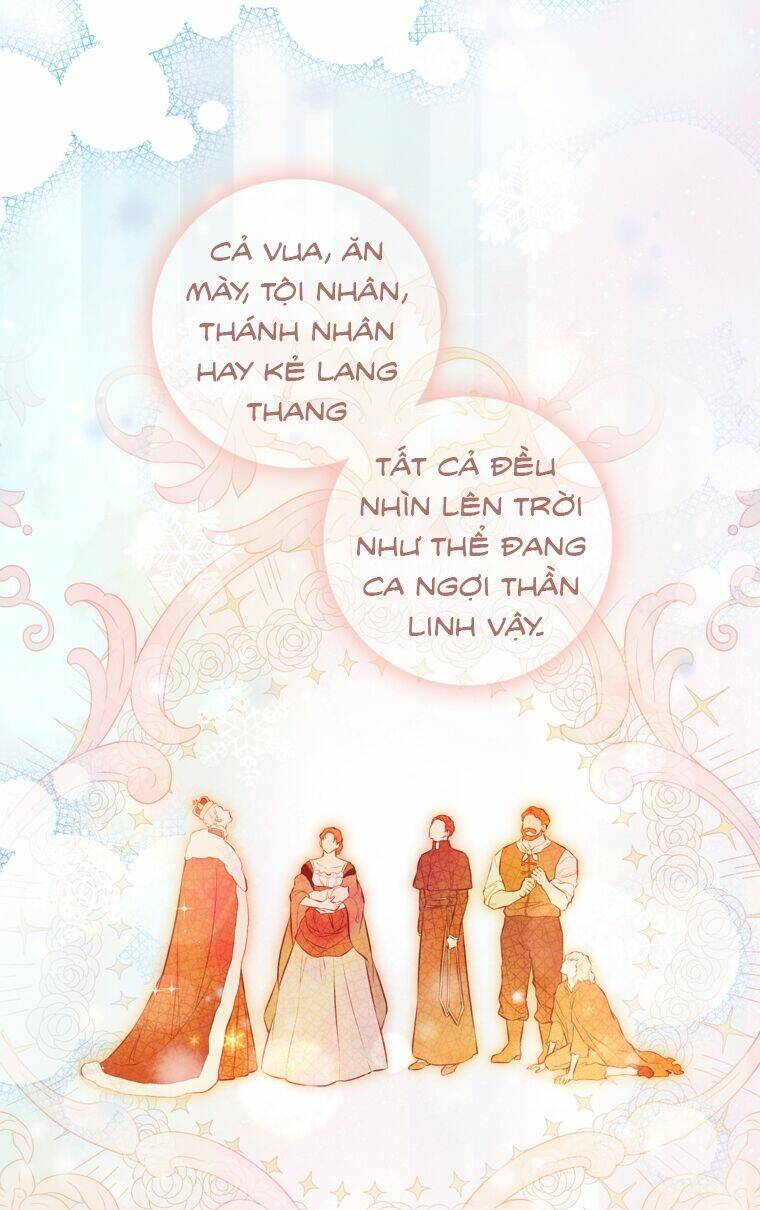 CẢ VUA, ĂN
MÀY, TỘI NHÂN,
THÁNH NHÂN
HAY KẺ LANG
THANG
TẤT CẢ ĐỀU
NHÌN LÊN TRỜI
NHƯ THỂ ĐANG
CA NGỢI THẦN
LINH VẬY.